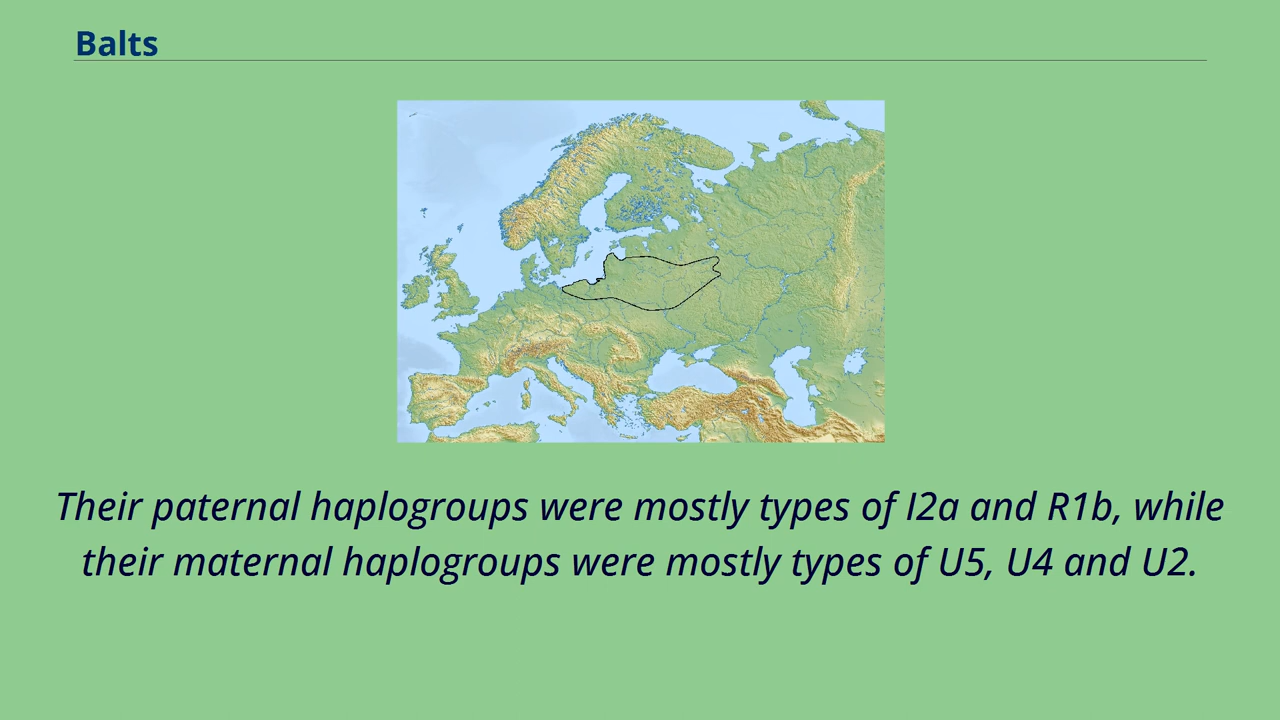 Balts
Their paternal haplogroups were mostly types of I2a and R1b, while
their maternal haplogroups were mostly types of U5, U4 and U2.